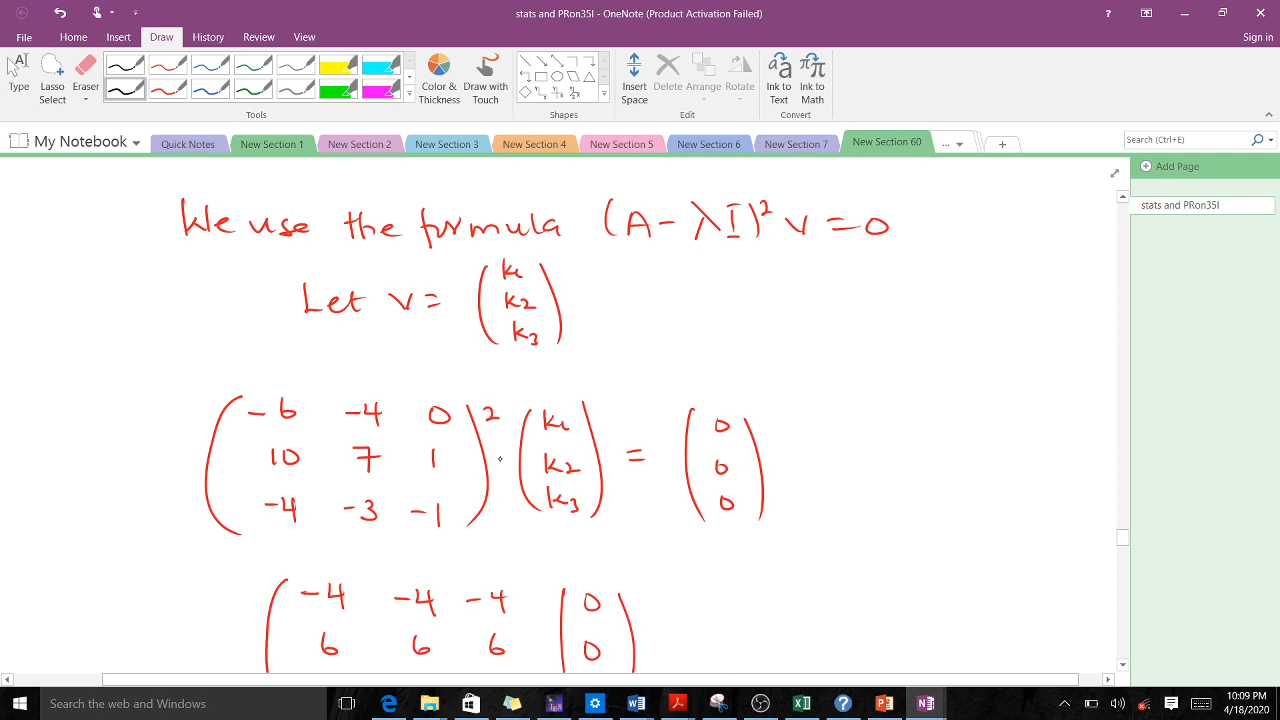 stats and PRon35I - OneNote (Product Activation Failed)
File Home Insert Draw History Review View
Type
Lasso Select
Eraser
Color & Thickness
Draw with Touch
Insert Space
Delete
Arrange
Rotate
Ink to Text
Ink to Math
Tools
Shapes
Edit
Convert
My Notebook
Quick Notes
New Section 1
New Section 2
New Section 3
New Section 4
New Section 5
New Section 6
New Section 7
New Section 60
...
Search (Ctrl+E)
Add Page
stats and PRon35I
We use the formula (A - λI)² v = 0
Let v = (k1
k2
k3)
(-6 -4 0)² · (k1) = (0)
(10 7 1) (k2) (0)
(-4 -3 -1) (k3) (0)
(-4 -4 -4 | 0)
6 6 6 | 0
Search the web and Windows
10:09 PM
4/18/2020